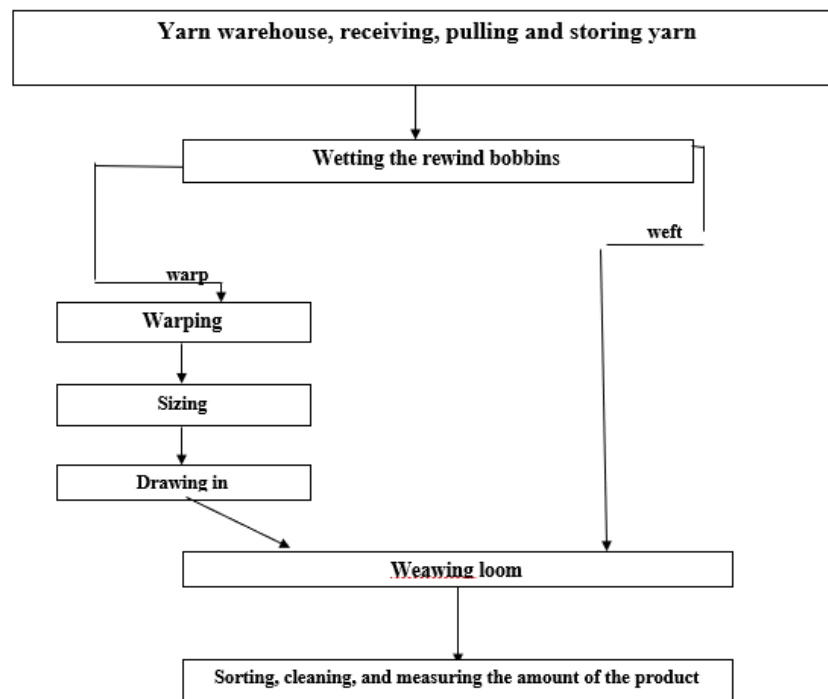 Yarn warehouse, receiving, pulling and storing yarn
Wetting the rewind bobbins
weft
warp
Warping
Sizing
Drawing in
Weawing loom
Sorting, cleaning, and measuring the amount of the product